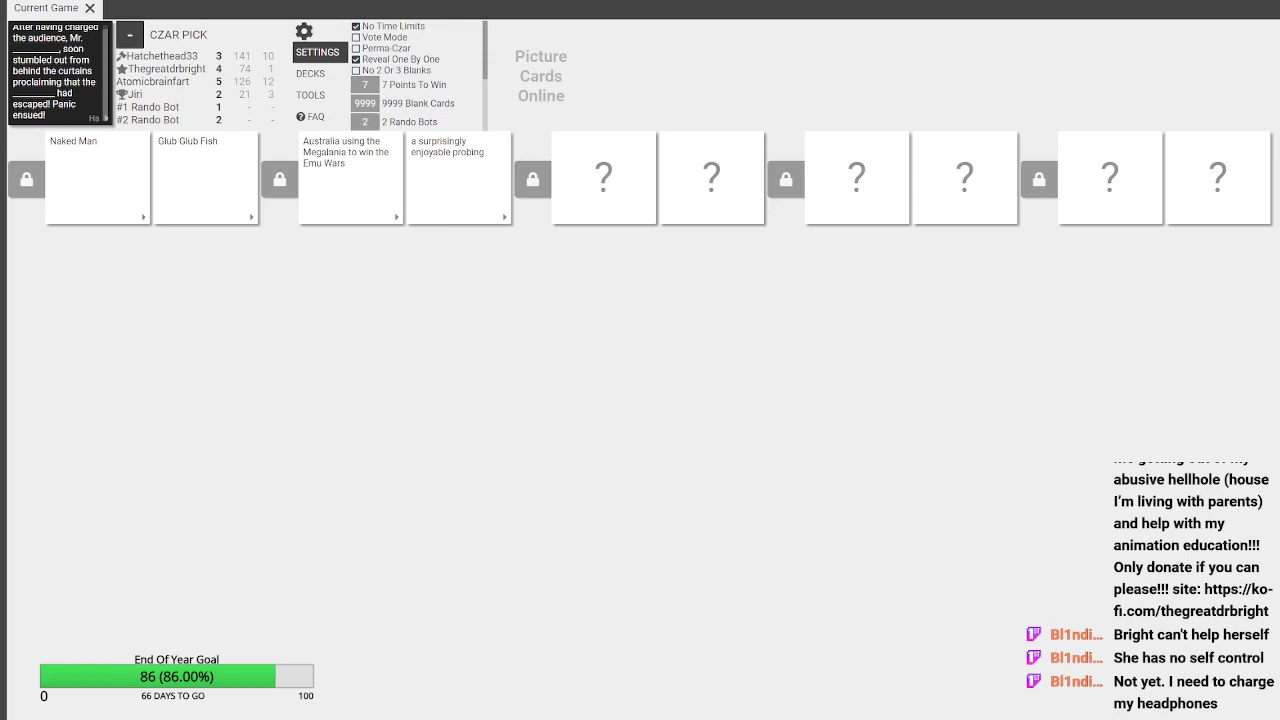 Current Game
After having charged
the audience, Mr.
________ soon
stumbled out from
behind the curtains
proclaiming that the
________ had
escaped! Panic
ensued!
Ha
-
CZAR PICK
Hatchethead33 3 141 10
Thegreatdrbright 4 74 1
Atomicbrainfart 5 126 12
Jiri 2 21 3
#1 Rando Bot 1 - -
#2 Rando Bot 2 - -
SETTINGS
DECKS
TOOLS
FAQ
No Time Limits
Vote Mode
Perma-Czar
Reveal One By One
No 2 Or 3 Blanks
7 7 Points To Win
9999 9999 Blank Cards
2 2 Rando Bots
Picture
Cards
Online
Naked Man
Glub Glub Fish
Australia using the
Megalania to win the
Emu Wars
a surprisingly
enjoyable probing
?
?
?
?
?
?
abusive hellhole (house
I'm living with parents)
and help with my
animation education!!!
Only donate if you can
please!!! site: https://ko-
fi.com/thegreatdrbright
Bl1ndi... Bright can't help herself
Bl1ndi... She has no self control
Bl1ndi... Not yet. I need to charge
my headphones
End Of Year Goal
86 (86.00%)
0 66 DAYS TO GO 100